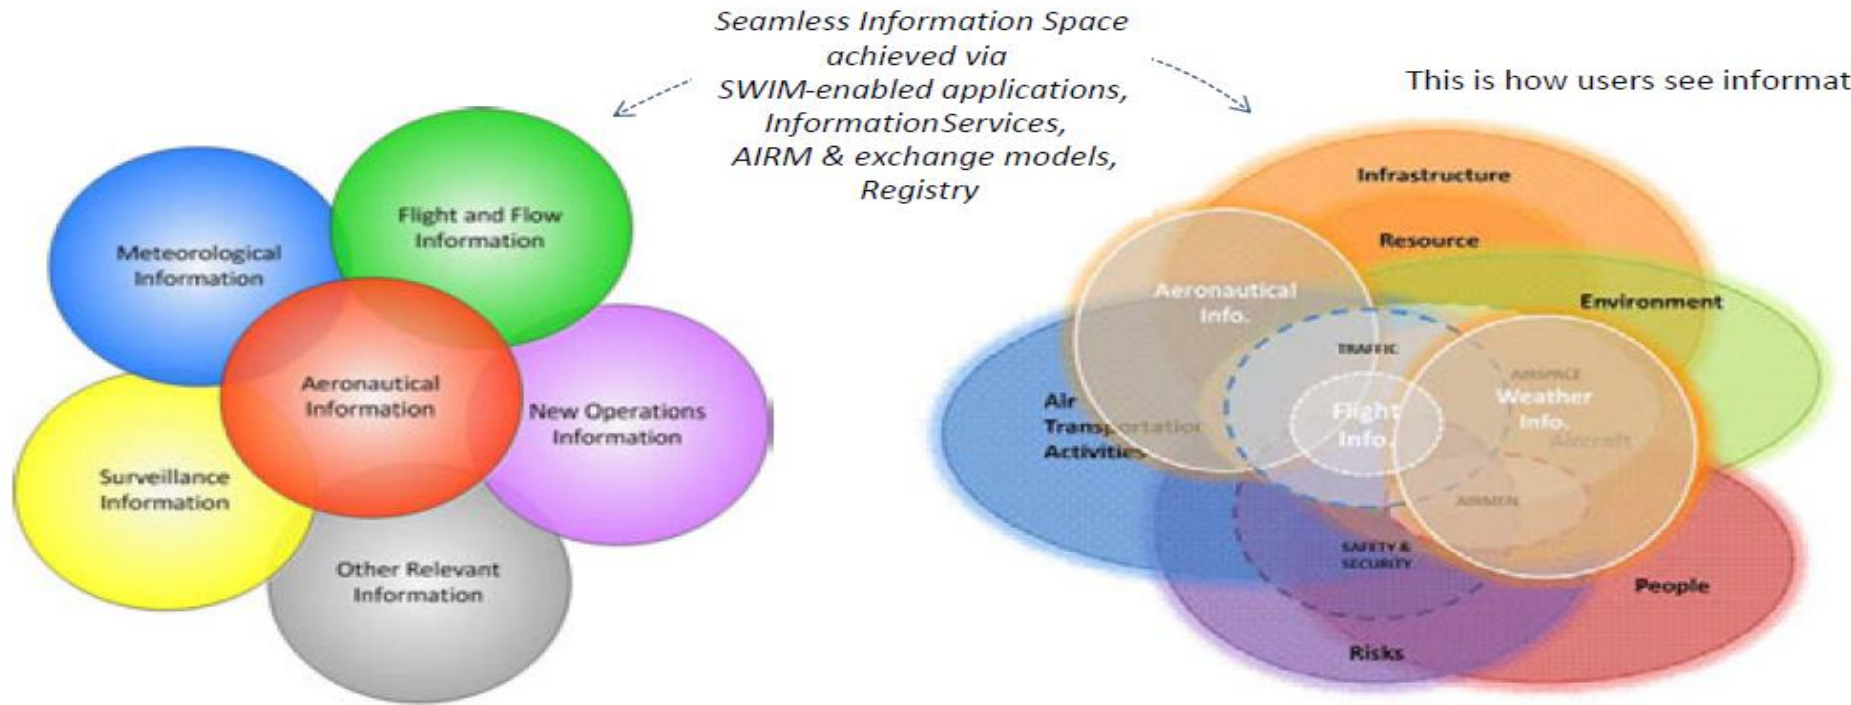 Seamless Information Space
achieved via
SWIM-enabled applications,
InformationServices,
AIRM & exchange models,
Registry
This is how users see informat
Flight and Flow
Information
Meteorological
Information
Aeronautical
Information
New Operations
Information
Surveillance
Information
Other Relevant
Information
Infrastructure
Resource
Aeronautical
Info.
Environment
TRAFFIC
AIRSPACE
Weather
Info.
Flight
Info.
Air
Transportation
Activities
Aircraft
AIRMEN
SAFETY &
SECURITY
People
Risks